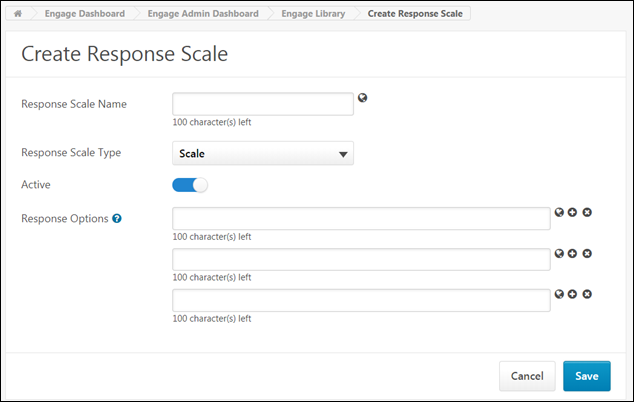 Engage Dashboard Engage Admin Dashboard Engage Library Create Response Scale
Create Response Scale
Response Scale Name
100 character(s) left
Response Scale Type Scale
Active
Response Options ?
100 character(s) left
100 character(s) left
100 character(s) left
Cancel Save